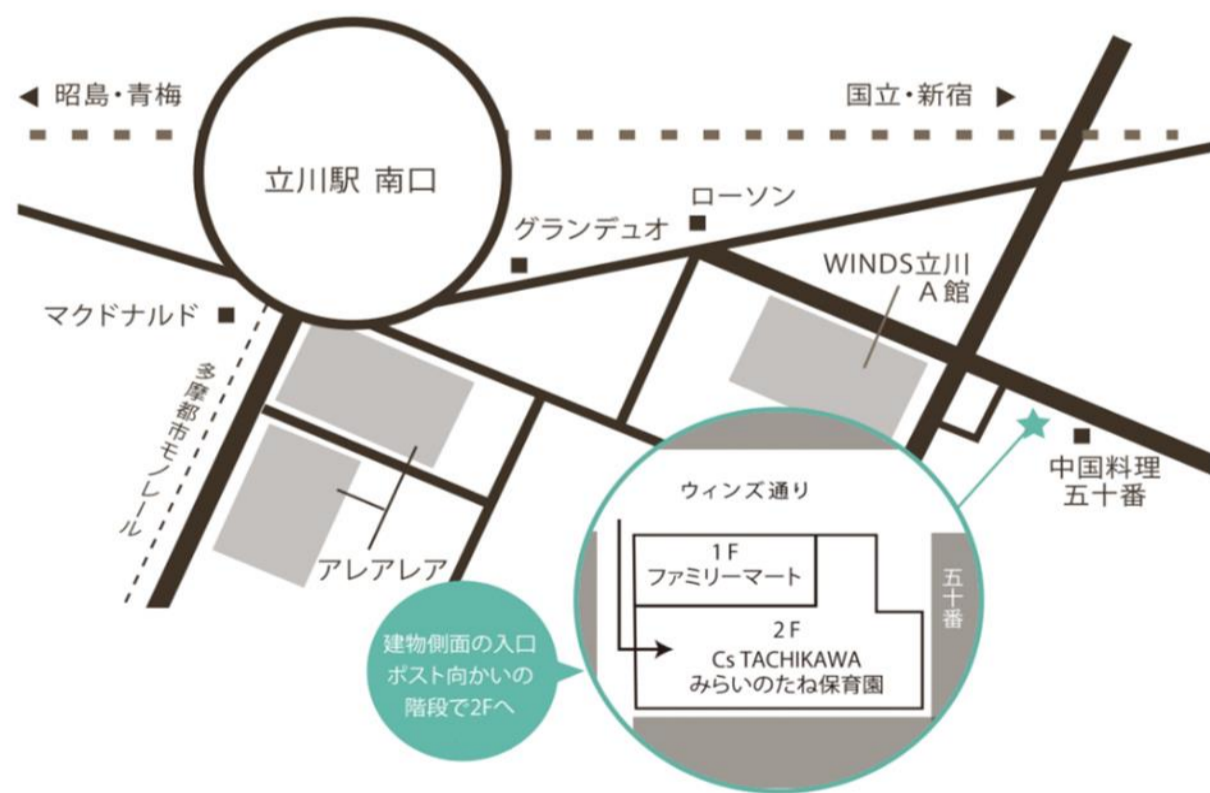 ◀ 昭島・青梅
国立・新宿 ▶
立川駅 南口
ローソン
グランデュオ
WINDS立川
A館
マクドナルド
多摩都市モノレール
アレアレア
中国料理
五十番
ウィンズ通り
1F
ファミリーマート
五十番
2F
Cs TACHIKAWA
みらいのたね保育園
建物側面の入口
ポスト向かいの
階段で2Fへ